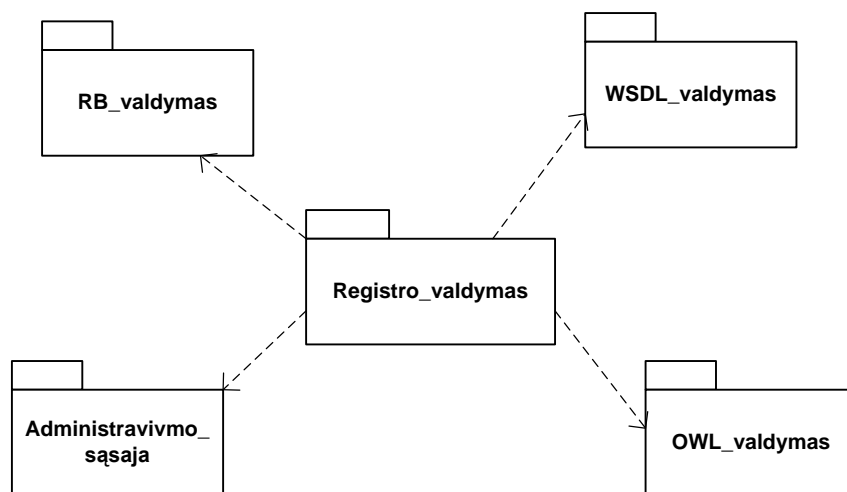 RB_valdymas
WSDL_valdymas
Registro_valdymas
Administravivmo_
sąsaja
OWL_valdymas